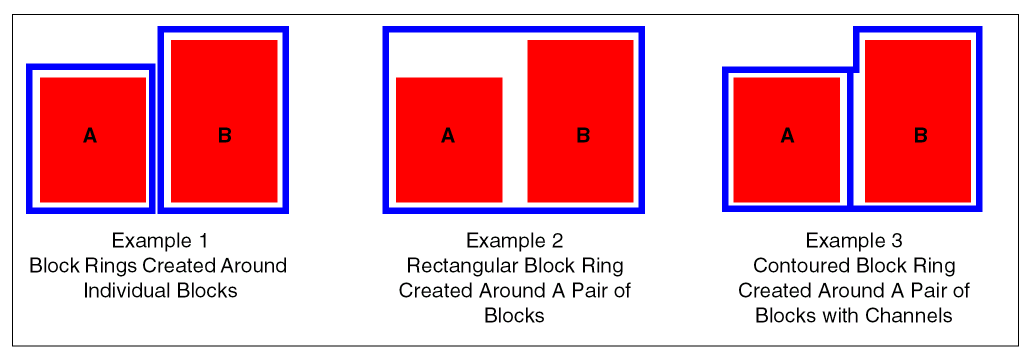 A
B
Example 1
Block Rings Created Around
Individual Blocks
A
B
Example 2
Rectangular Block Ring
Created Around A Pair of
Blocks
A
B
Example 3
Contoured Block Ring
Created Around A Pair of
Blocks with Channels